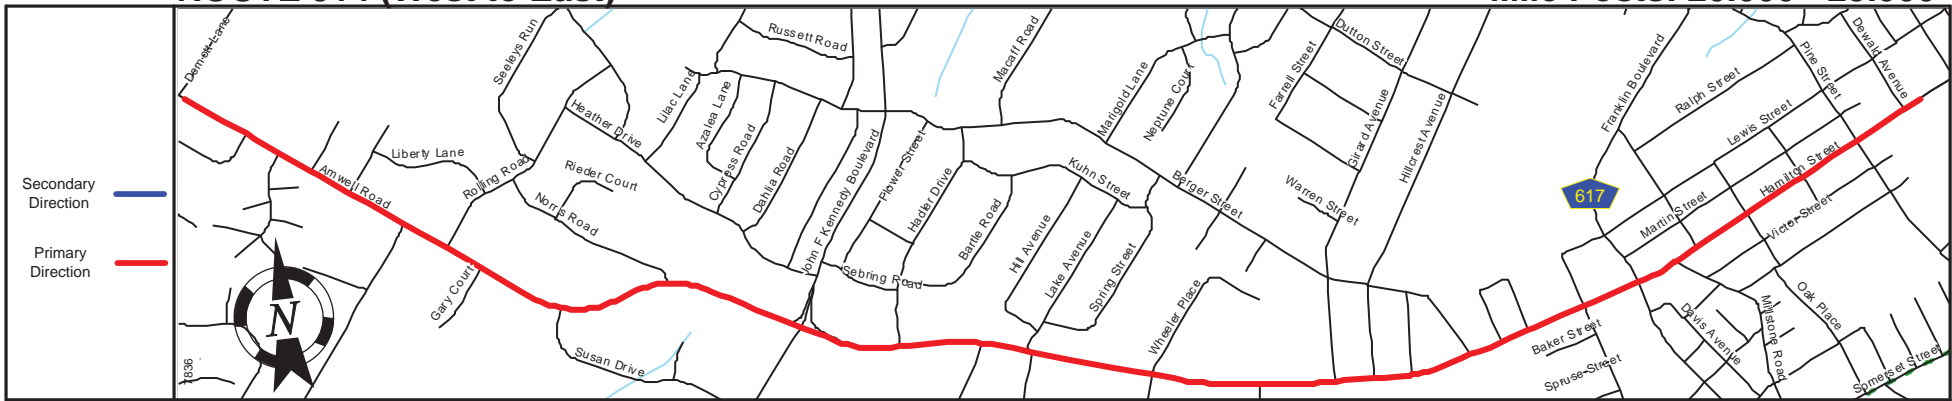 Secondary
Direction
Primary
Direction
Demott Lane
Seeleys Run
Russett Road
Macaff Road
Dutton Street
Dewald Avenue
Franklin Boulevard
Pine Street
Lilac Lane
Azalea Lane
Marigold Lane
Neptune Court
Farrell Street
Girard Avenue
Hillcrest Avenue
Ralph Street
Lewis Street
Heather Drive
Cypress Road
Dahlia Road
John F Kennedy Boulevard
Flower Street
Hadler Drive
Kuhn Street
Berger Street
Warren Street
617
Martin Street
Hamilton Street
Victor Street
Liberty Lane
Amwell Road
Rolling Road
Rieder Court
Norris Road
Bartle Road
Hill Avenue
Lake Avenue
Spring Street
Sebring Road
Gary Court
Wheeler Place
Susan Drive
Baker Street
Spruse Street
Davis Avenue
Millstone Road
Oak Place
Somerset Street
N
7836